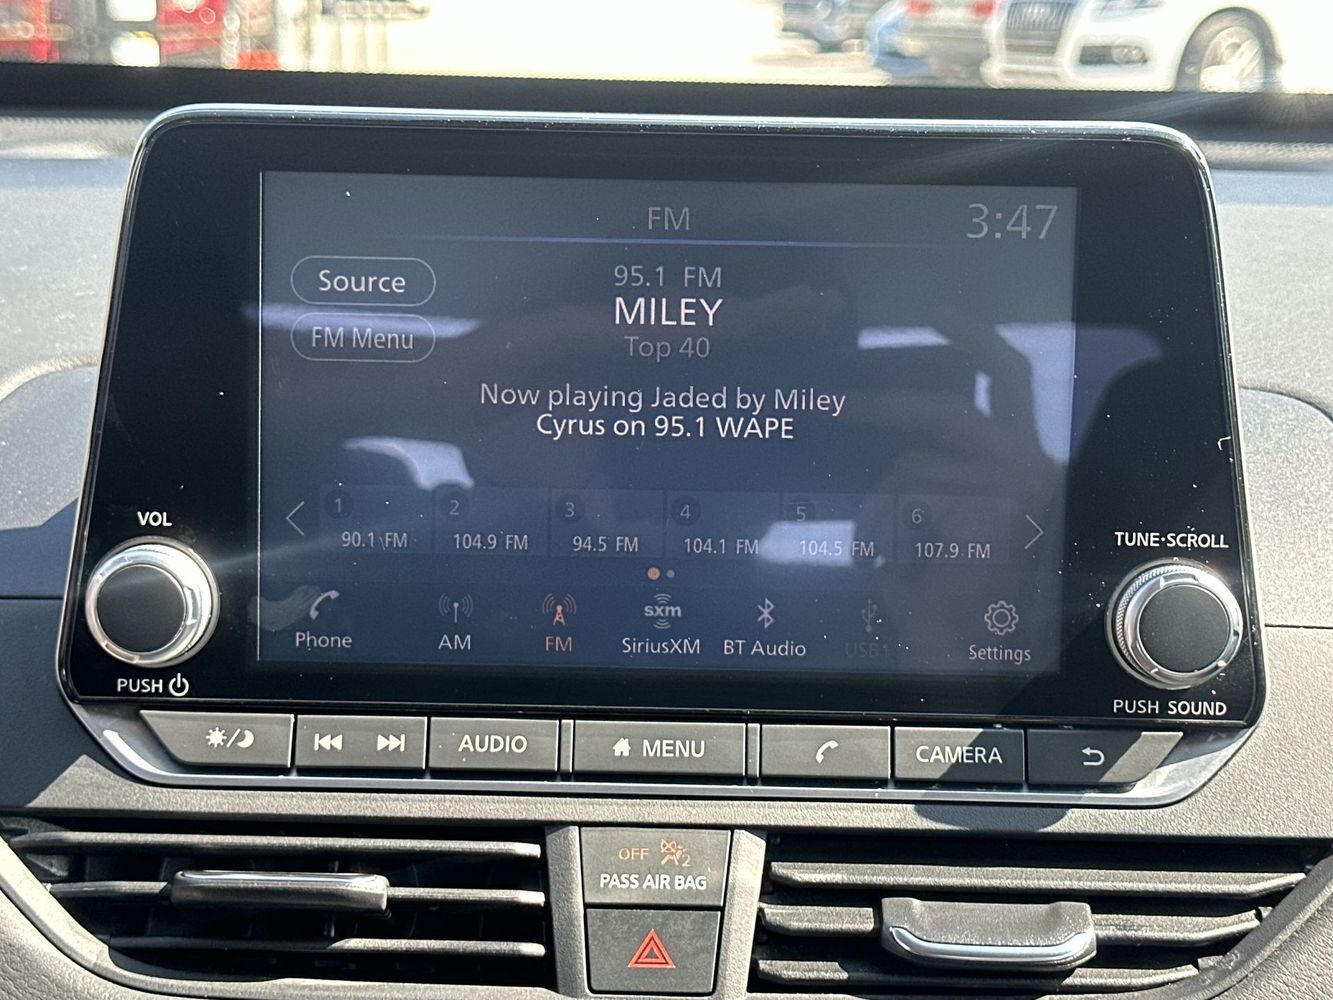 FM
3:47
Source
FM Menu
95.1 FM
MILEY
Top 40
Now playing Jaded by Miley
Cyrus on 95.1 WAPE
1 2 3 4 5 6
90.1 FM 104.9 FM 94.5 FM 104.1 FM 104.5 FM 107.9 FM
VOL
TUNE·SCROLL
sxm
Phone AM FM SiriusXM BT Audio USB1 Settings
PUSH
PUSH SOUND
AUDIO MENU CAMERA
OFF 2
PASS AIR BAG